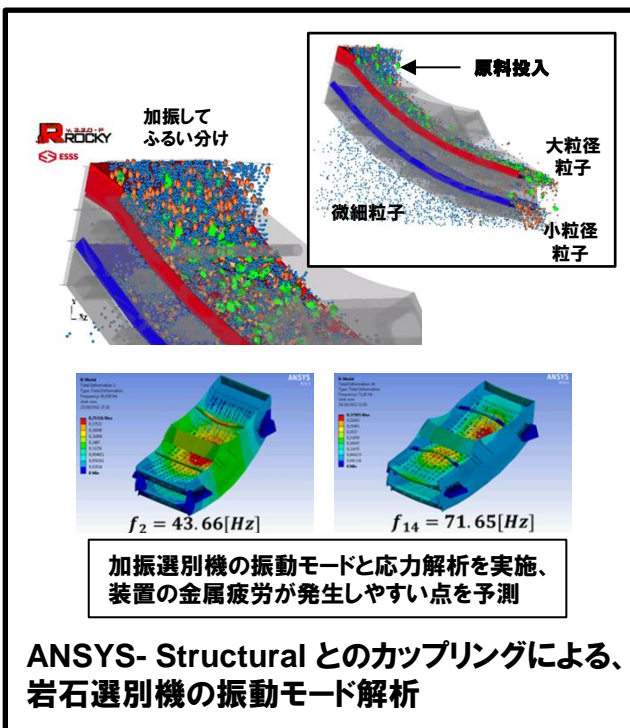 原料投入
加振して
ふるい分け
ROCKY
ESSS
大粒径
粒子
微細粒子
小粒径
粒子
ANSYS
ANSYS
f₂ = 43.66[Hz]
f₁₄ = 71.65[Hz]
加振選別機の振動モードと応力解析を実施、
装置の金属疲労が発生しやすい点を予測
ANSYS- Structural とのカップリングによる、
岩石選別機の振動モード解析